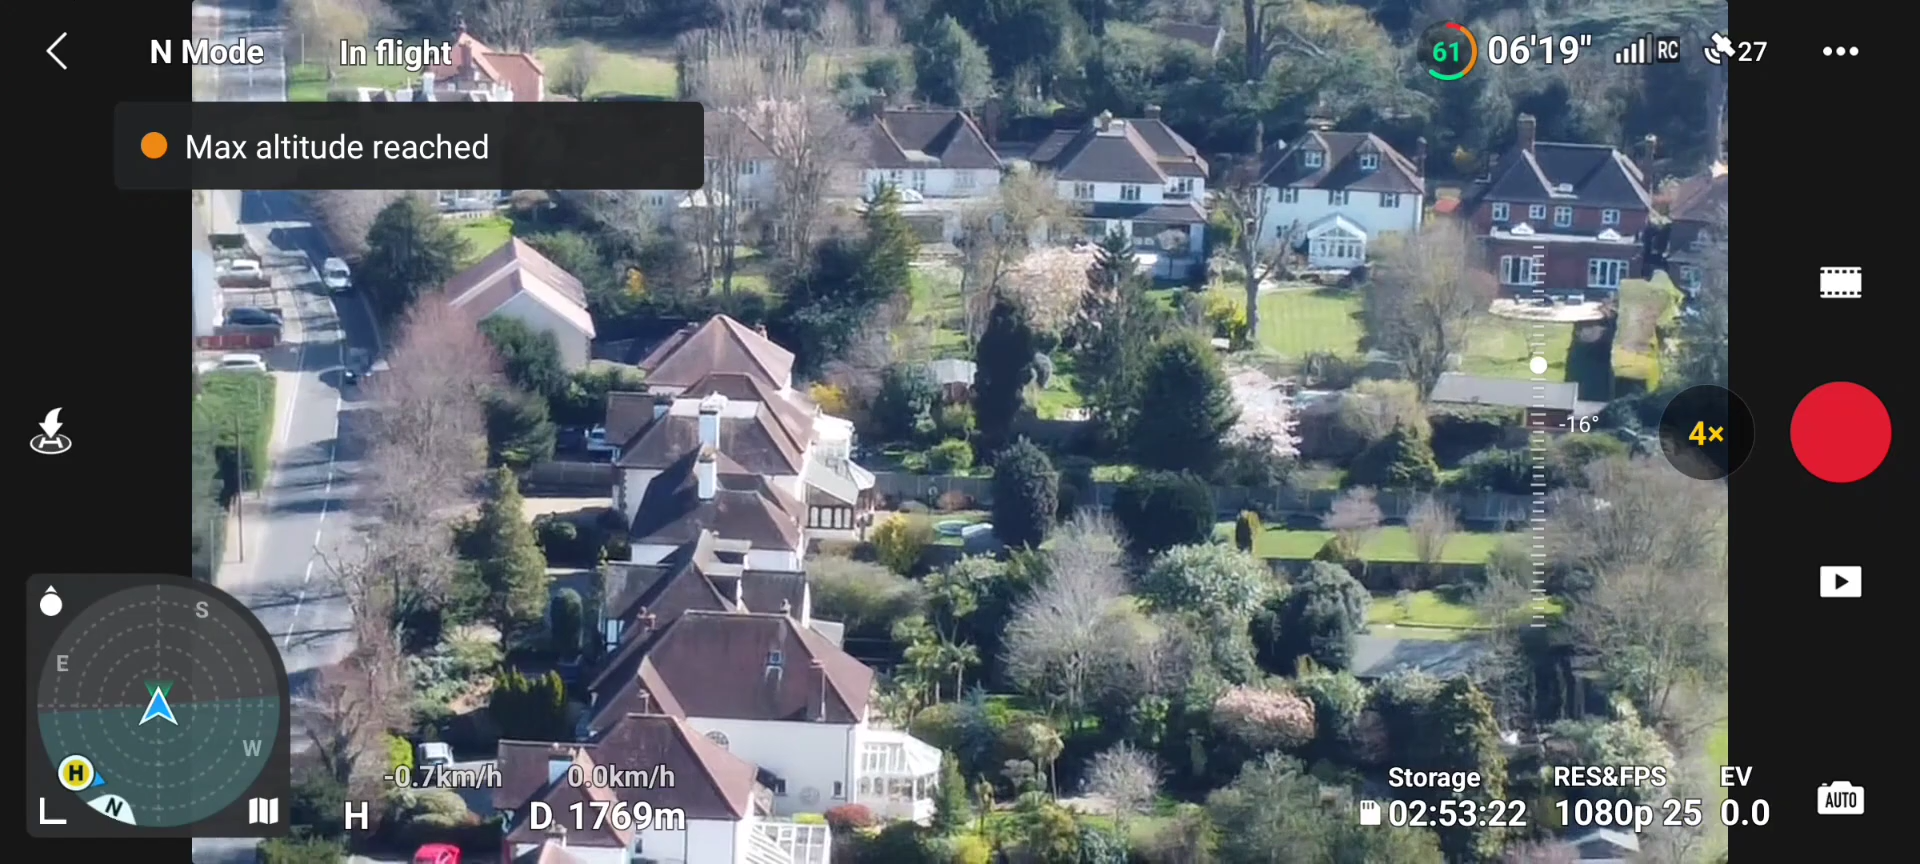 N Mode
In flight
61
06'19"
RC
27
Max altitude reached
-16°
4×
S
E
W
H
N
-0.7km/h
0.0km/h
H
D 1769m
Storage
02:53:22
RES&FPS
1080p 25
EV
0.0
AUTO